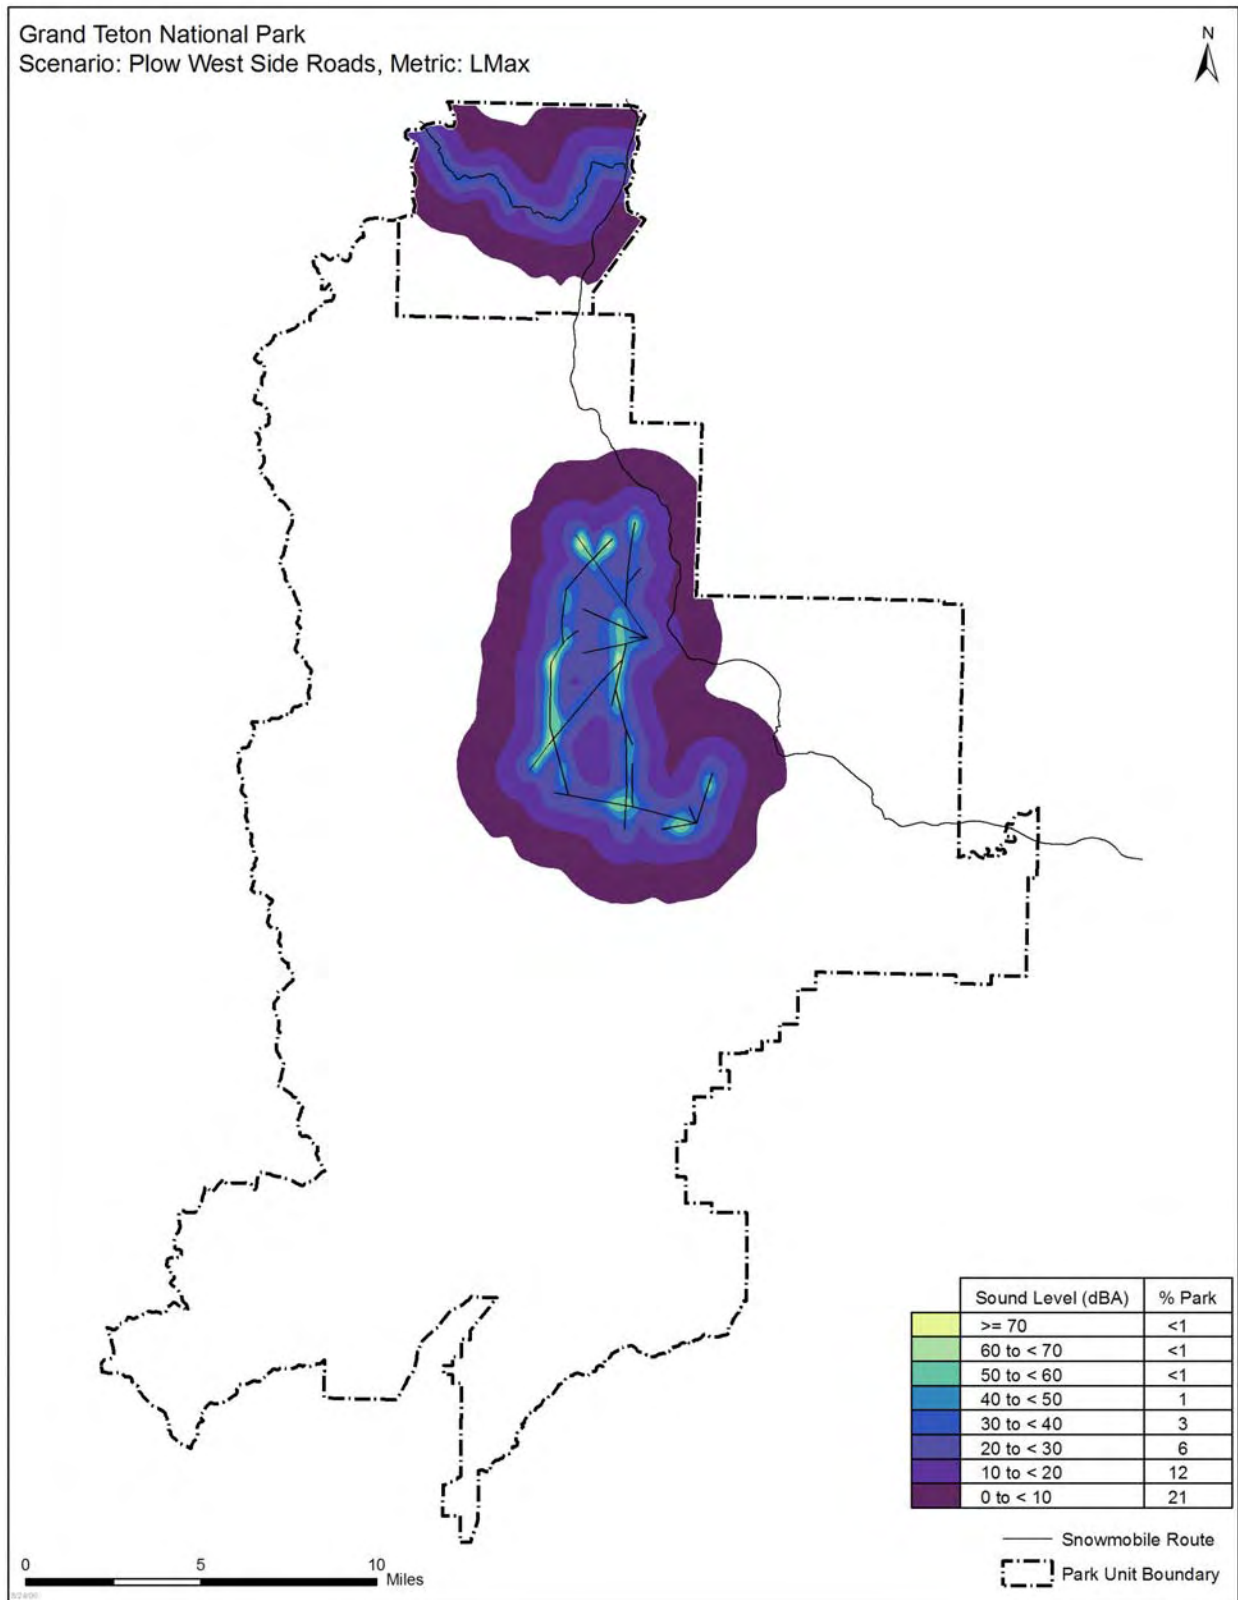 Grand Teton National Park
Scenario: Plow West Side Roads, Metric: LMax
N
Sound Level (dBA) % Park
>= 70 <1
60 to < 70 <1
50 to < 60 <1
40 to < 50 1
30 to < 40 3
20 to < 30 6
10 to < 20 12
0 to < 10 21
Snowmobile Route
Park Unit Boundary
0 5 10
Miles